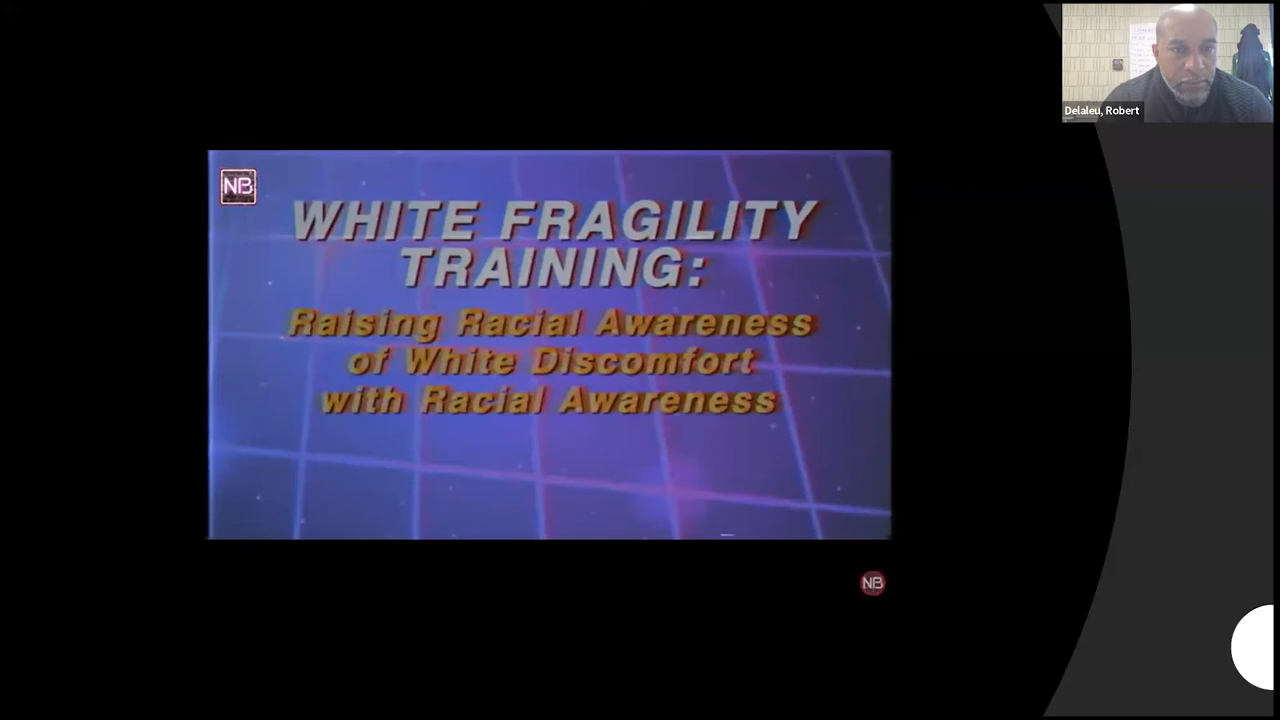 Delaleu, Robert
NB
WHITE FRAGILITY
TRAINING:
Raising Racial Awareness
of White Discomfort
with Racial Awareness
NB